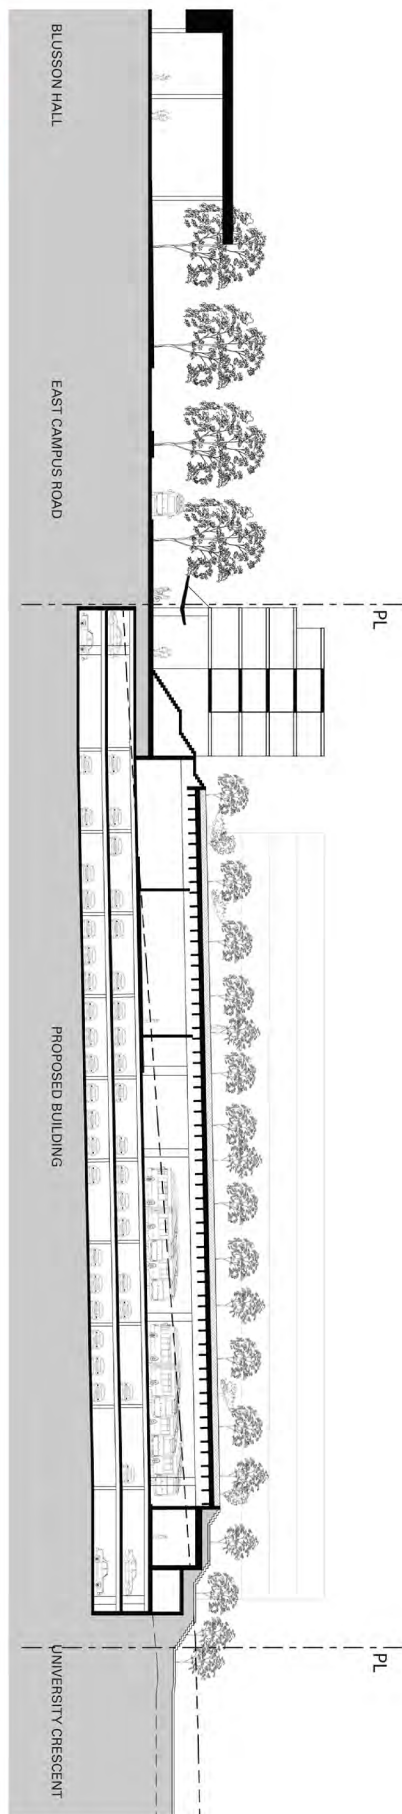 BLUSSON HALL
EAST CAMPUS ROAD
PL
PROPOSED BUILDING
PL
UNIVERSITY CRESCENT